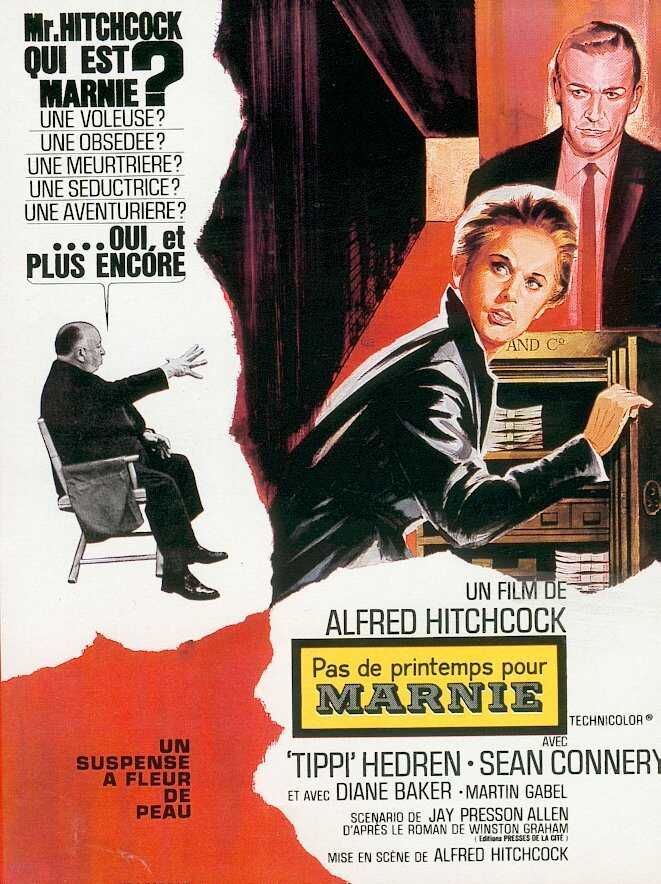 Mr. HITCHCOCK
QUI EST
MARNIE?
UNE VOLEUSE?
UNE OBSEDEE?
UNE MEURTRIERE?
UNE SEDUCTRICE?
UNE AVENTURIERE?
....OUI, et
PLUS ENCORE
AND Cº
UN FILM DE
ALFRED HITCHCOCK
Pas de printemps pour
MARNIE
TECHNICOLOR ®
AVEC
'TIPPI' HEDREN · SEAN CONNERY
ET AVEC DIANE BAKER · MARTIN GABEL
SCENARIO DE JAY PRESSON ALLEN
D'APRÈS LE ROMAN DE WINSTON GRAHAM
(Editions PRESSES DE LA CITÉ)
MISE EN SCÈNE DE ALFRED HITCHCOCK
UN
SUSPENSE
A FLEUR
DE
PEAU